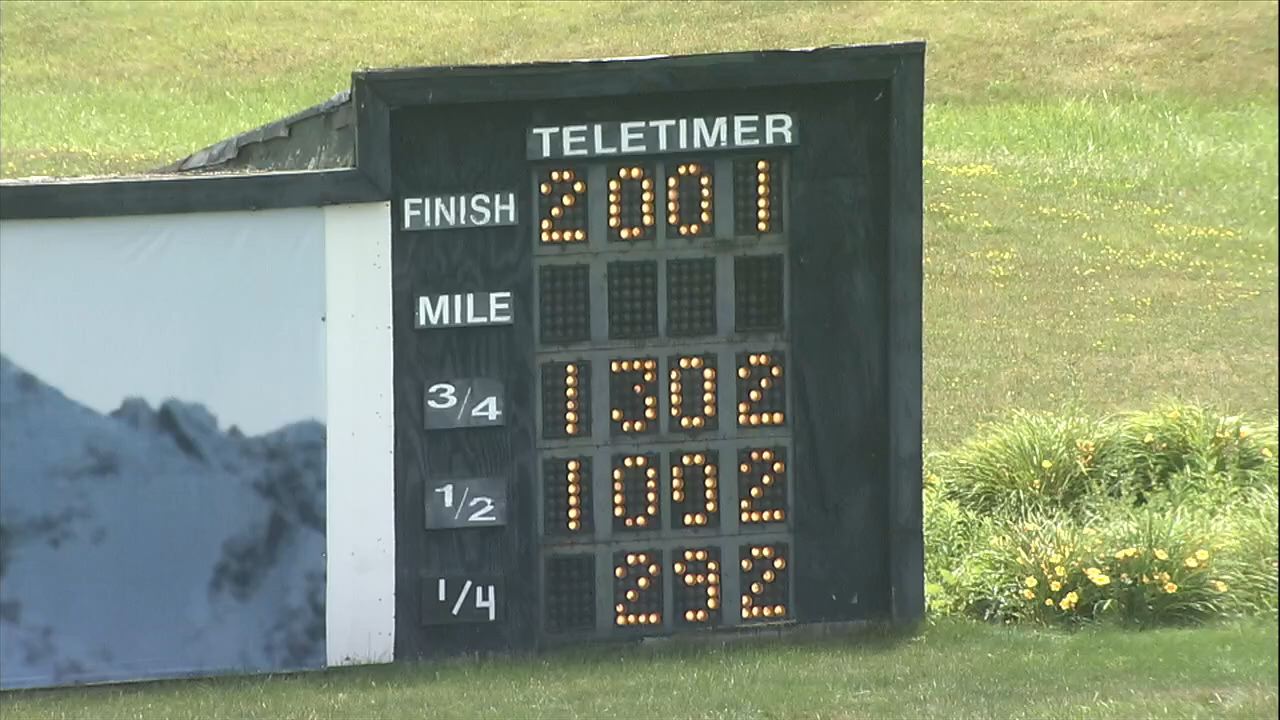 TELETIMER
FINISH 2001
MILE
3/4 1302
1/2 1002
1/4 292